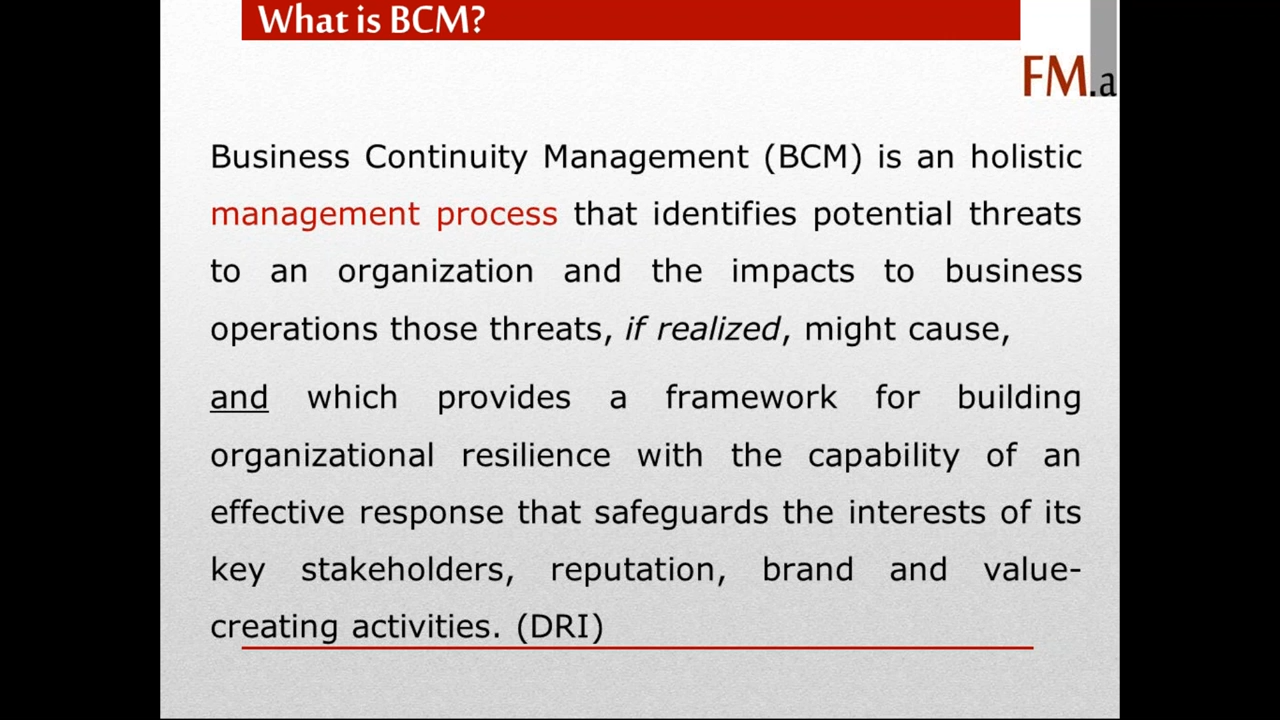 What is BCM?
FM.a
Business Continuity Management (BCM) is an holistic
management process that identifies potential threats
to an organization and the impacts to business
operations those threats, if realized, might cause,
and which provides a framework for building
organizational resilience with the capability of an
effective response that safeguards the interests of its
key stakeholders, reputation, brand and value-
creating activities. (DRI)